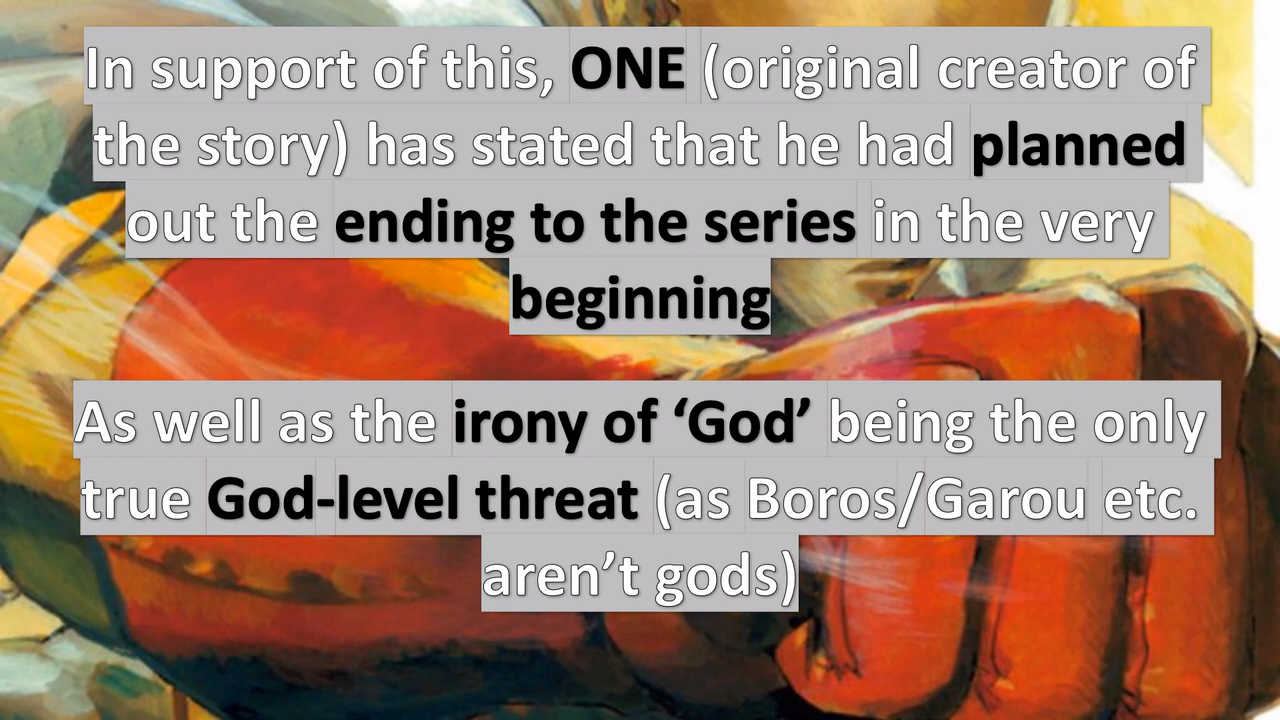 In support of this, ONE (original creator of
the story) has stated that he had planned
out the ending to the series in the very
beginning
As well as the irony of ‘God’ being the only
true God-level threat (as Boros/Garou etc.
aren’t gods)